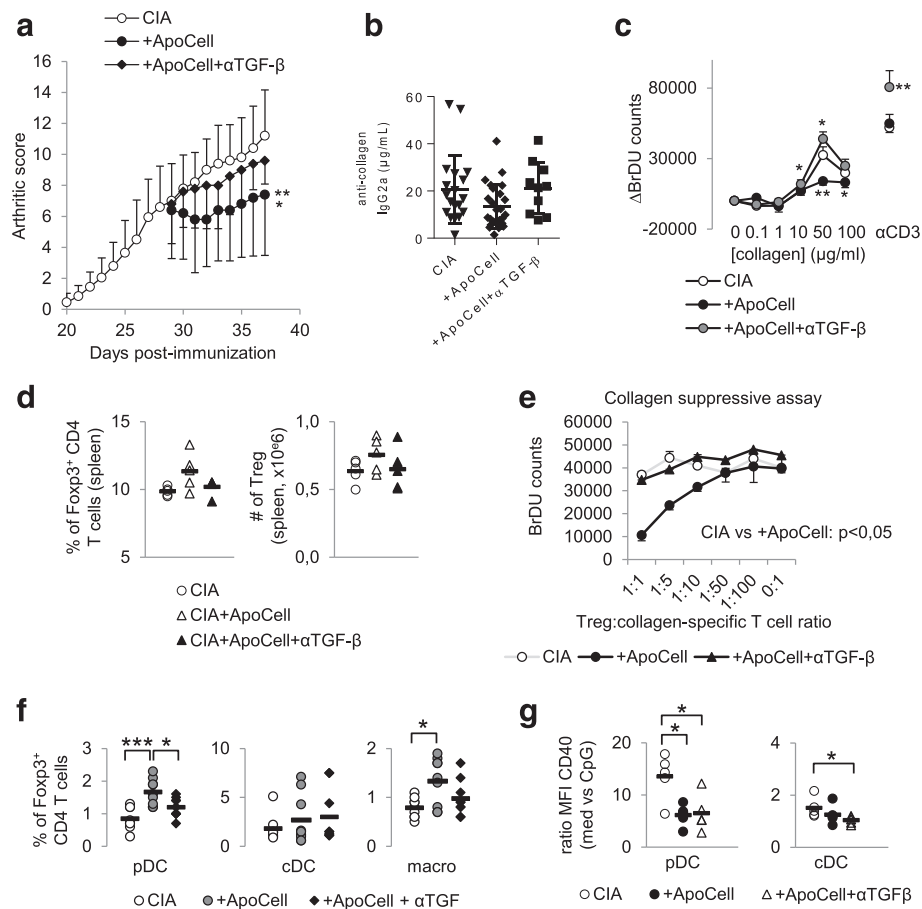 a
CIA
+ApoCell
+ApoCell+αTGF-β
Arthritic score
16
14
12
10
8
6
4
2
0
20 25 30 35 40
Days post-immunization
**
*
b
anti-collagen
IgG2a (µg/mL)
60
40
20
0
CIA
+ApoCell
+ApoCell+αTGF-β
c
ΔBrDU counts
80000
30000
-20000
**
*
*
** *
0 0.1 1 10 50 100 αCD3
[collagen] (µg/ml)
CIA
+ApoCell
+ApoCell+αTGF-β
d
% of Foxp3+ CD4
T cells (spleen)
15
10
5
# of Treg
(spleen, x10e6)
1,0
0,5
0,0
CIA
CIA+ApoCell
CIA+ApoCell+αTGF-β
e
Collagen suppressive assay
BrDU counts
60000
50000
40000
30000
20000
10000
0
CIA vs +ApoCell: p<0,05
1:1 1:5 1:10 1:50 1:100 0:1
Treg:collagen-specific T cell ratio
CIA +ApoCell +ApoCell+αTGF-β
f
% of Foxp3+
CD4 T cells
3
2
1
0
*** *
pDC
10
5
0
cDC
2
1
0
*
macro
CIA +ApoCell +ApoCell + αTGF
g
ratio MFI CD40
(med vs CpG)
20
10
0
*
*
pDC
4
2
0
*
cDC
CIA +ApoCell +ApoCell+αTGFβ